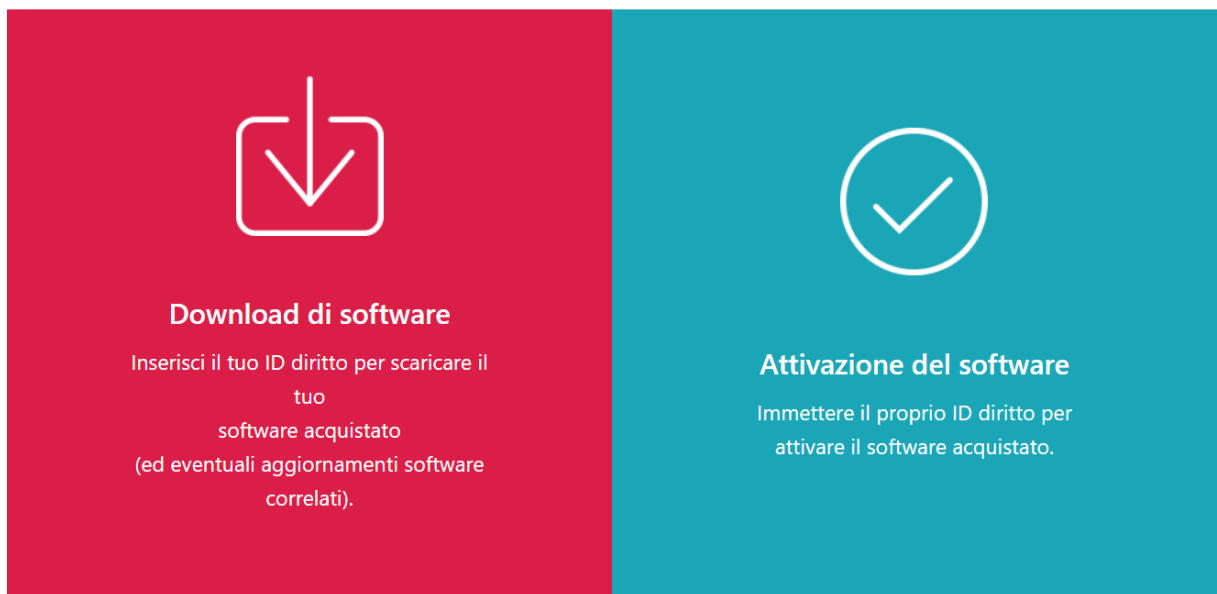 Download di software
Inserisci il tuo ID diritto per scaricare il
tuo
software acquistato
(ed eventuali aggiornamenti software
correlati).
Attivazione del software
Immettere il proprio ID diritto per
attivare il software acquistato.